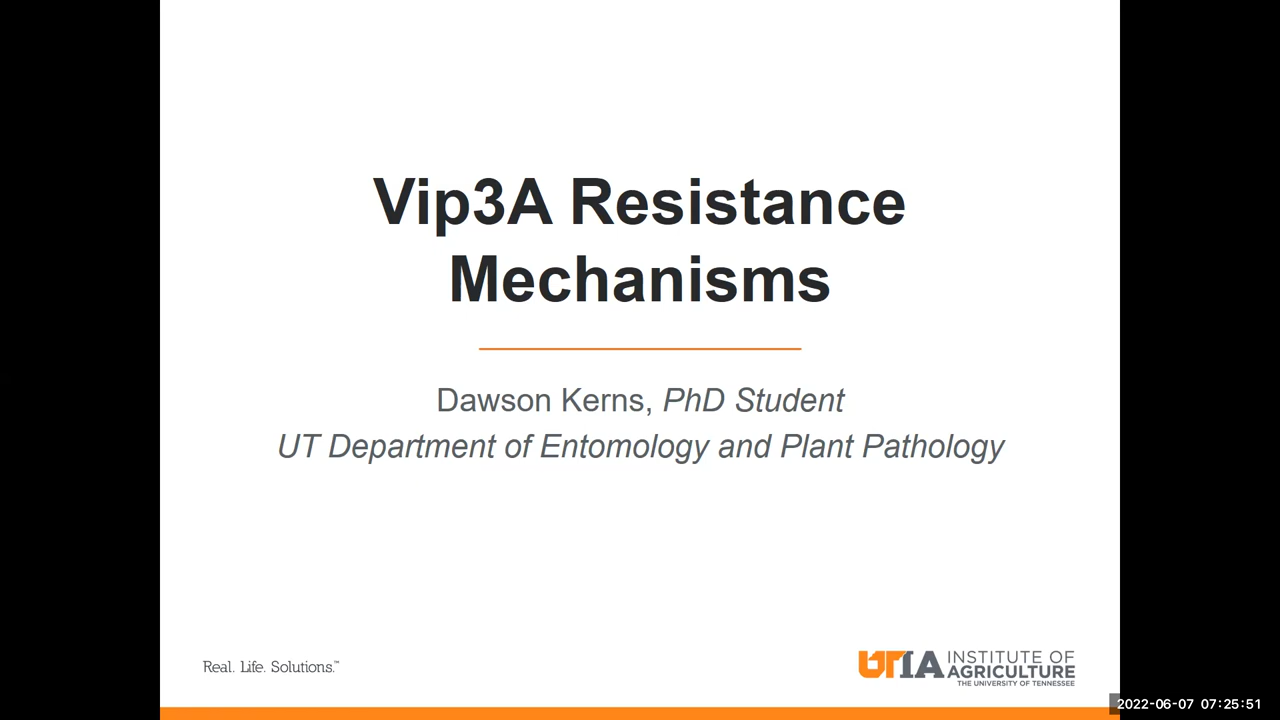 Vip3A Resistance
Mechanisms
Dawson Kerns, PhD Student
UT Department of Entomology and Plant Pathology
Real. Life. Solutions.™
UTIA INSTITUTE OF
AGRICULTURE
THE UNIVERSITY OF TENNESSEE
2022-06-07 07:25:51